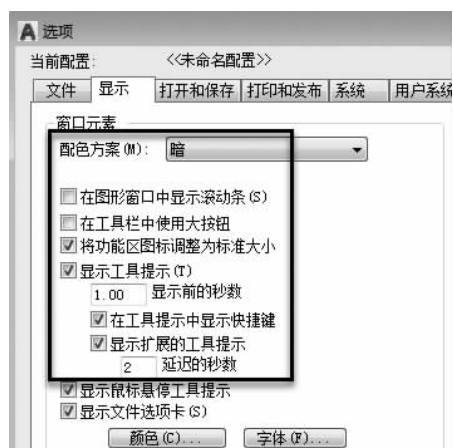 选项
当前配置: <<未命名配置>>
文件 显示 打开和保存 打印和发布 系统 用户系统
窗口元素
配色方案(M): 暗
在图形窗口中显示滚动条(S)
在工具栏中使用大按钮
将功能区图标调整为标准大小
显示工具提示(T)
1.00 显示前的秒数
在工具提示中显示快捷键
显示扩展的工具提示
2 延迟的秒数
显示鼠标悬停工具提示
显示文件选项卡(S)
颜色(C)... 字体(F)...